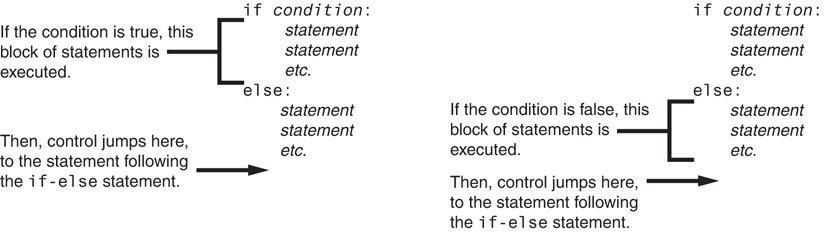 If the condition is true, this
block of statements is
executed.
if condition:
statement
statement
etc.
else:
statement
statement
etc.
Then, control jumps here,
to the statement following
the if-else statement.
if condition:
statement
statement
etc.
else:
statement
statement
etc.
If the condition is false, this
block of statements is
executed.
Then, control jumps here,
to the statement following
the if-else statement.